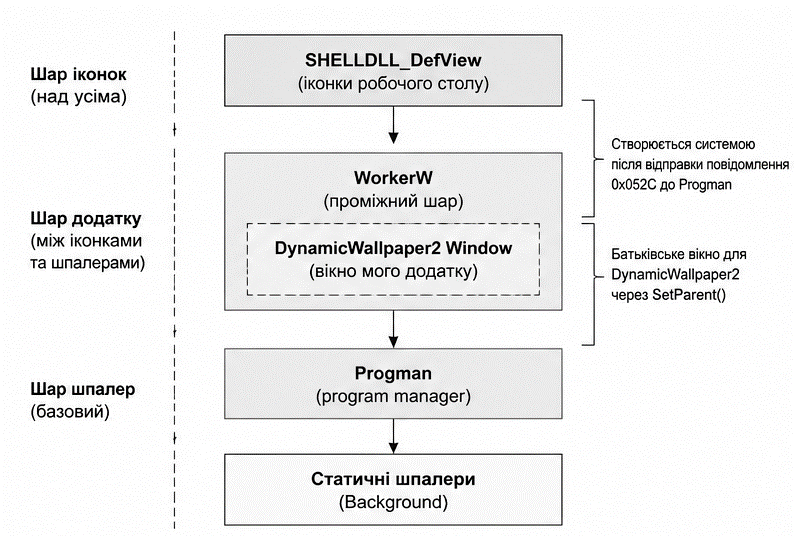 SHELLDLL_DefView
(іконки робочого столу)
Шар іконок
(над усіма)
Створюється системою
після відправки повідомлення
0x052C до Progman
WorkerW
(проміжний шар)
Шар додатку
(між іконками
та шпалерами)
DynamicWallpaper2 Window
(вікно мого додатку)
Батьківське вікно для
DynamicWallpaper2
через SetParent()
Progman
(program manager)
Шар шпалер
(базовий)
Статичні шпалери
(Background)